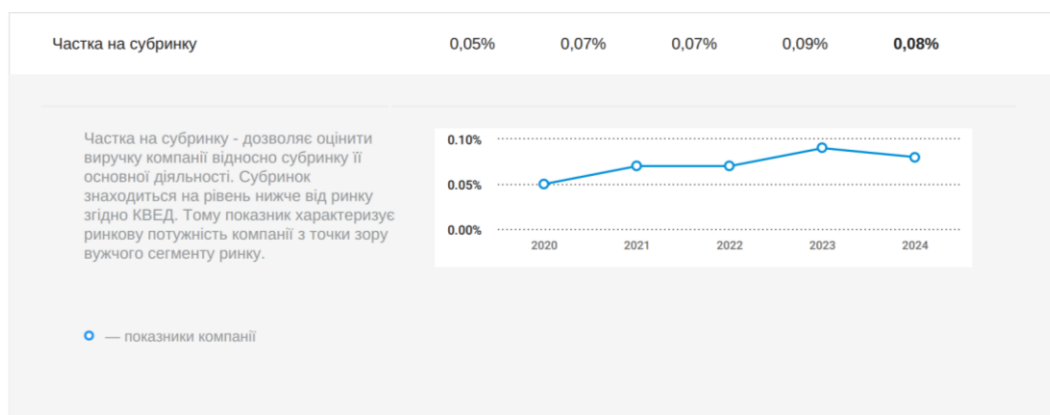 Частка на субринку 0,05% 0,07% 0,07% 0,09% 0,08%
Частка на субринку - дозволяє оцінити
виручку компанії відносно субринку її
основної діяльності. Субринок
знаходиться на рівень нижче від ринку
згідно КВЕД. Тому показник характеризує
ринкову потужність компанії з точки зору
вужчого сегменту ринку.
0.10%
0.05%
0.00%
2020 2021 2022 2023 2024
— показники компанії